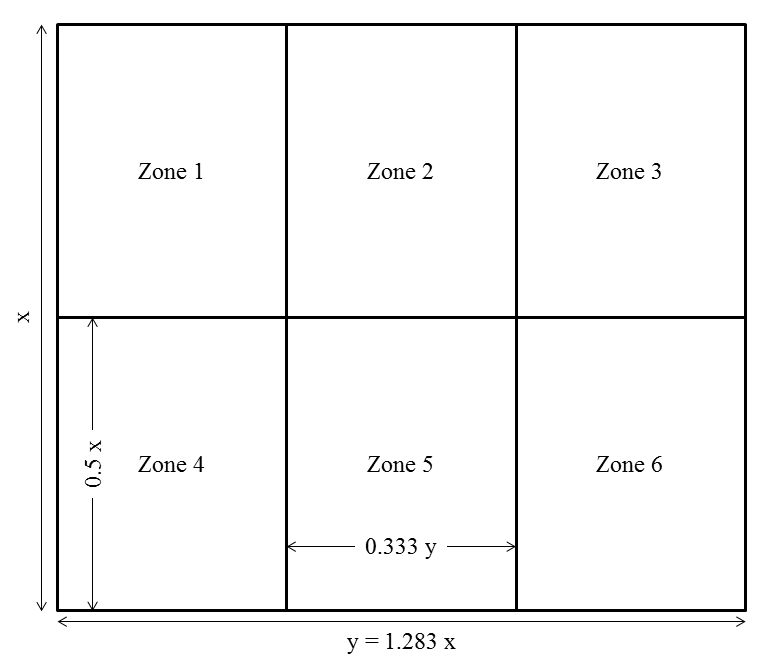 Zone 1
Zone 2
Zone 3
x
Zone 4
Zone 5
Zone 6
0.5 x
0.333 y
y = 1.283 x